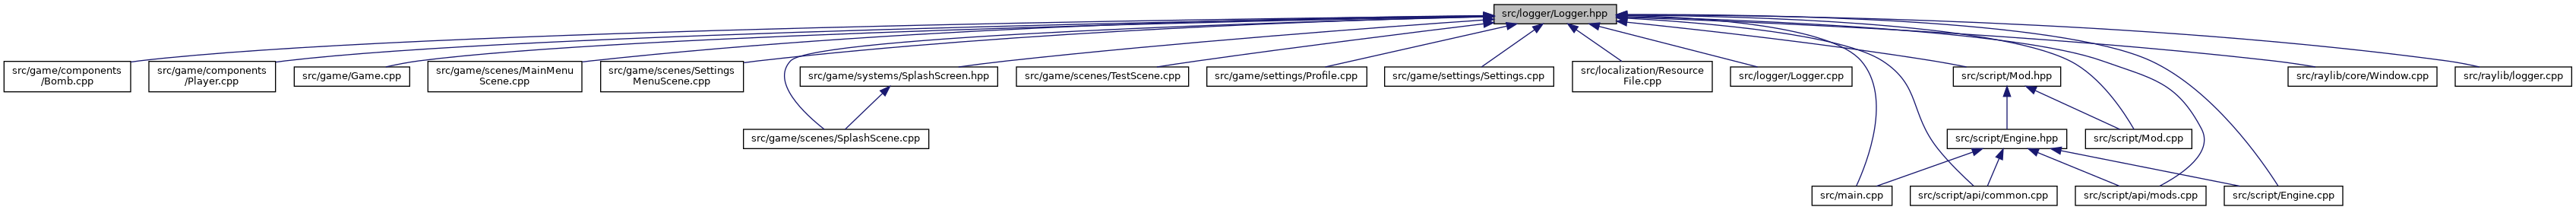 src/logger/Logger.hpp
src/game/components
/Bomb.cpp
src/game/components
/Player.cpp
src/game/Game.cpp
src/game/scenes/MainMenu
Scene.cpp
src/game/scenes/Settings
MenuScene.cpp
src/game/systems/SplashScreen.hpp
src/game/scenes/TestScene.cpp
src/game/settings/Profile.cpp
src/game/settings/Settings.cpp
src/localization/Resource
File.cpp
src/logger/Logger.cpp
src/script/Mod.hpp
src/raylib/core/Window.cpp
src/raylib/logger.cpp
src/game/scenes/SplashScene.cpp
src/script/Engine.hpp
src/script/Mod.cpp
src/main.cpp
src/script/api/common.cpp
src/script/api/mods.cpp
src/script/Engine.cpp